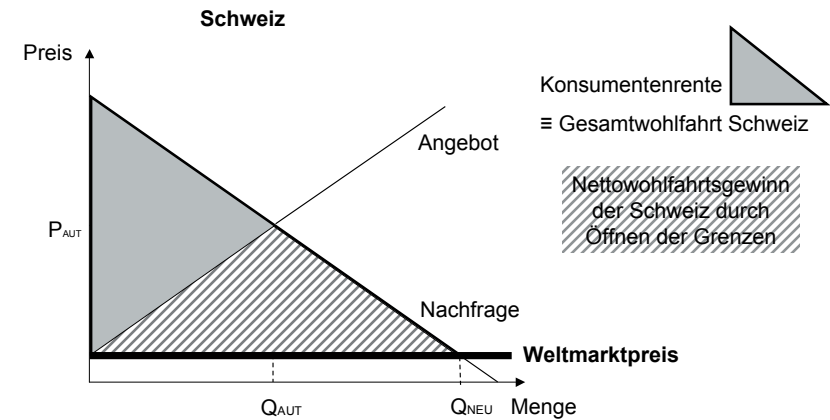 Schweiz
Preis
Konsumentenrente
≡ Gesamtwohlfahrt Schweiz
Angebot
Nettowohlfahrtsgewinn
der Schweiz durch
Öffnen der Grenzen
PAUT
Nachfrage
Weltmarktpreis
QAUT
QNEU
Menge